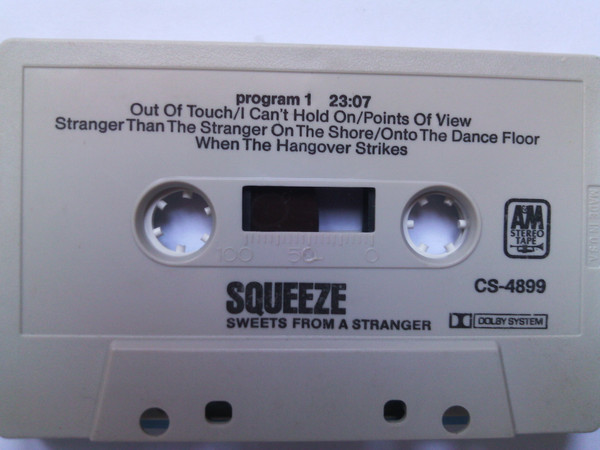 program 1 23:07
Out Of Touch/I Can't Hold On/Points Of View
Stranger Than The Stranger On The Shore/Onto The Dance Floor
When The Hangover Strikes
A&M
STEREO
TAPE
MADE IN U.S.A.
100 50 0
SQUEEZE
CS-4899
SWEETS FROM A STRANGER
DOLBY SYSTEM